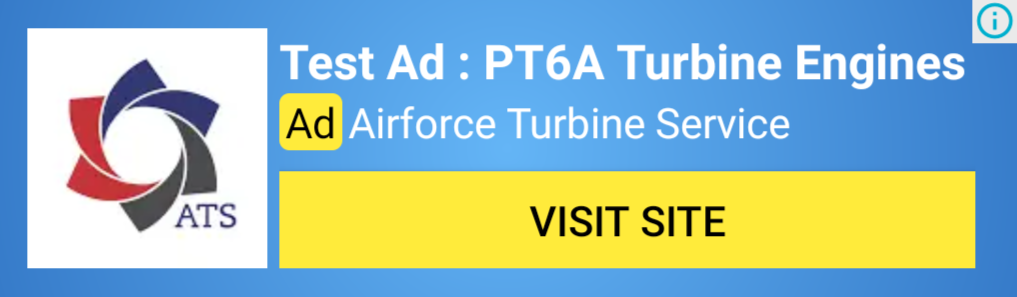 Test Ad : PT6A Turbine Engines
Ad Airforce Turbine Service
ATS
VISIT SITE